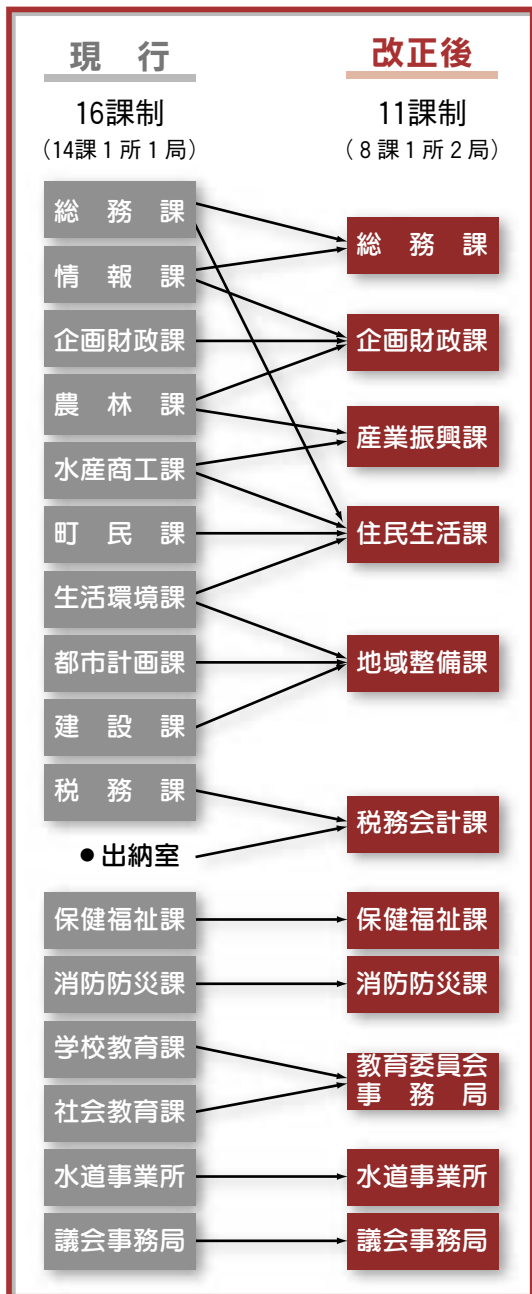 現 行
16課制
（14課１所１局）
総 務 課
情 報 課
企画財政課
農 林 課
水産商工課
町 民 課
生活環境課
都市計画課
建 設 課
税 務 課
●出納室
保健福祉課
消防防災課
学校教育課
社会教育課
水道事業所
議会事務局
改正後
11課制
（８課１所２局）
総 務 課
企画財政課
産業振興課
住民生活課
地域整備課
税務会計課
保健福祉課
消防防災課
教育委員会
事 務 局
水道事業所
議会事務局